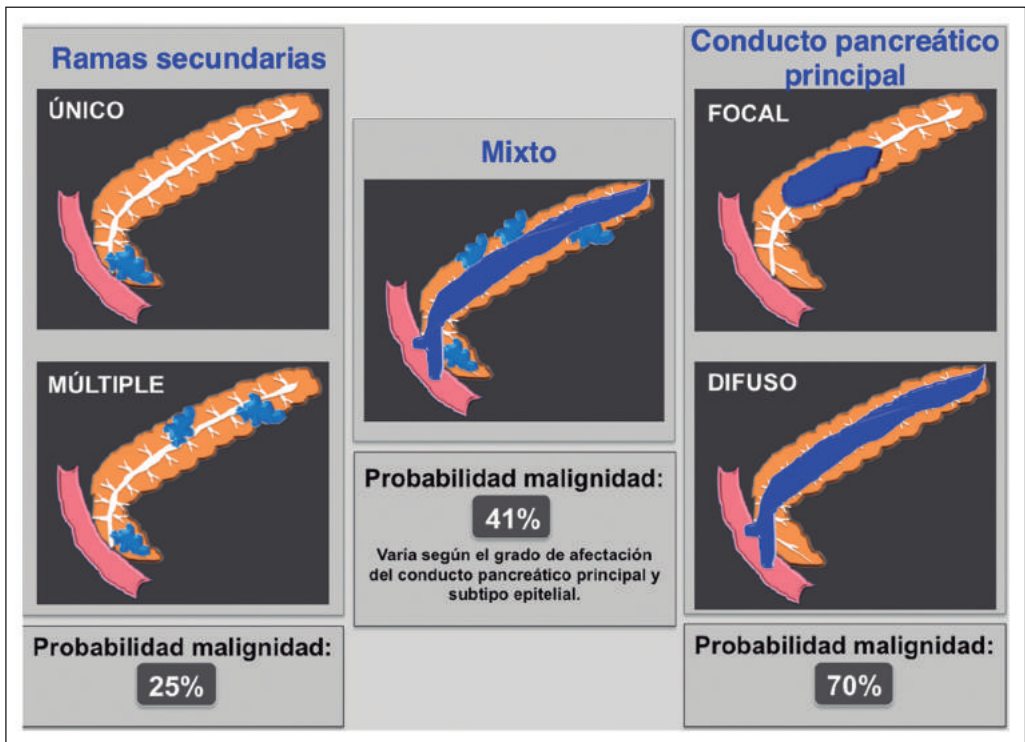 Ramas secundarias
ÚNICO
MÚLTIPLE
Probabilidad malignidad:
25%
Mixto
Probabilidad malignidad:
41%
Varía según el grado de afectación
del conducto pancreático principal y
subtipo epitelial.
Conducto pancreático
principal
FOCAL
DIFUSO
Probabilidad malignidad:
70%